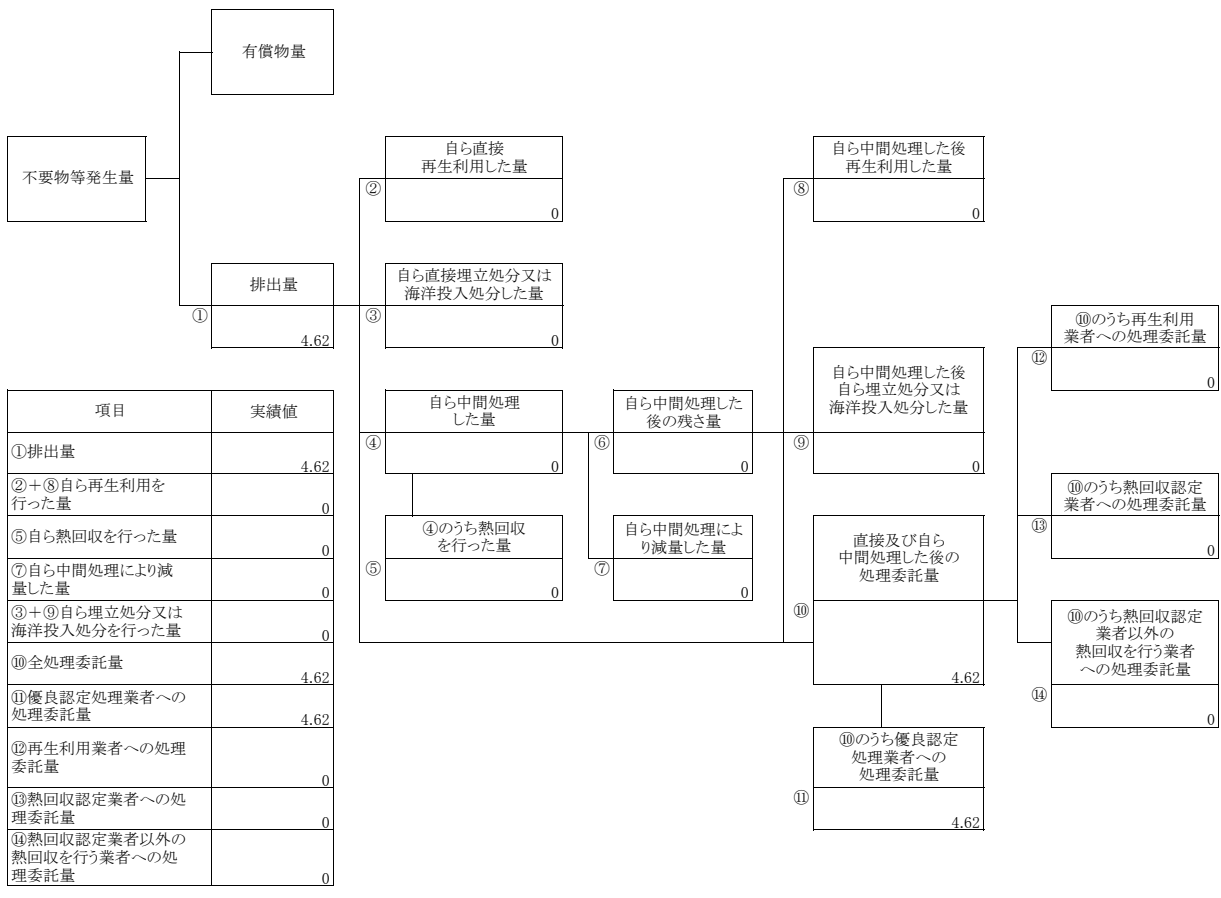 有償物量
不要物等発生量
排出量
①
4.62
自ら直接
再生利用した量
②
0
自ら直接埋立処分又は
海洋投入処分した量
③
0
自ら中間処理
した量
④
0
④のうち熱回収
を行った量
⑤
0
自ら中間処理した
後の残さ量
⑥
0
自ら中間処理によ
り減量した量
⑦
0
自ら中間処理した後
再生利用した量
⑧
0
自ら中間処理した後
自ら埋立処分又は
海洋投入処分した量
⑨
0
直接及び自ら
中間処理した後の
処理委託量
⑩
4.62
⑩のうち優良認定
処理業者への
処理委託量
⑪
4.62
⑩のうち再生利用
業者への処理委託量
⑫
0
⑩のうち熱回収認定
業者への処理委託量
⑬
0
⑩のうち熱回収認定
業者以外の
熱回収を行う業者
への処理委託量
⑭
0
項目 実績値
①排出量
4.62
②＋⑧自ら再生利用を
行った量
0
⑤自ら熱回収を行った量
0
⑦自ら中間処理により減
量した量
0
③＋⑨自ら埋立処分又は
海洋投入処分を行った量
0
⑩全処理委託量
4.62
⑪優良認定処理業者への
処理委託量
4.62
⑫再生利用業者への処理
委託量
0
⑬熱回収認定業者への処
理委託量
0
⑭熱回収認定業者以外の
熱回収を行う業者への処
理委託量
0